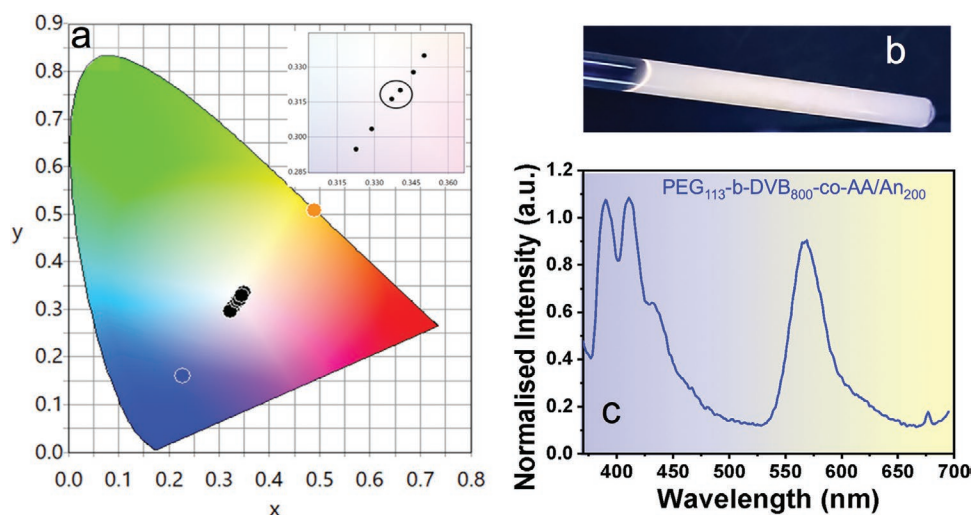 a
0.9
0.8
0.7
0.6
0.5
0.4
0.3
0.2
0.1
0.0
y
0.0 0.1 0.2 0.3 0.4 0.5 0.6 0.7 0.8
x
0.330
0.315
0.300
0.285
0.315 0.330 0.345 0.360
b
PEG₁₁₃-b-DVB₈₀₀-co-AA/An₂₀₀
Normalised Intensity (a.u.)
1.2
1.0
0.8
0.6
0.4
0.2
0.0
c
400 450 500 550 600 650 700
Wavelength (nm)